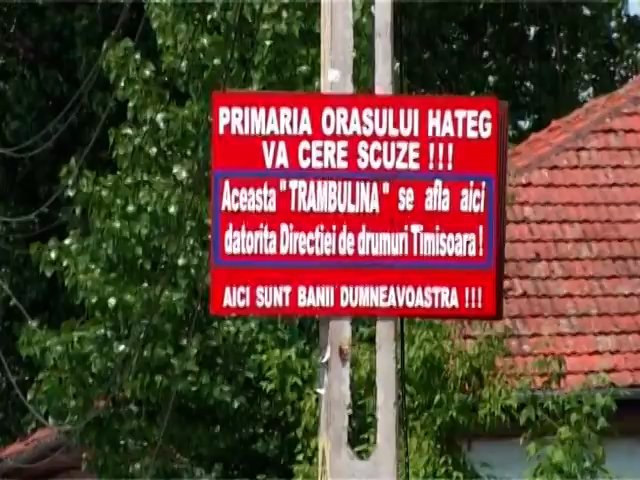 PRIMARIA ORASULUI HATEG
VA CERE SCUZE !!!
Aceasta "TRAMBULINA" se afla aici
datorita Directiei de drumuri Timisoara !
AICI SUNT BANII DUMNEAVOASTRA !!!